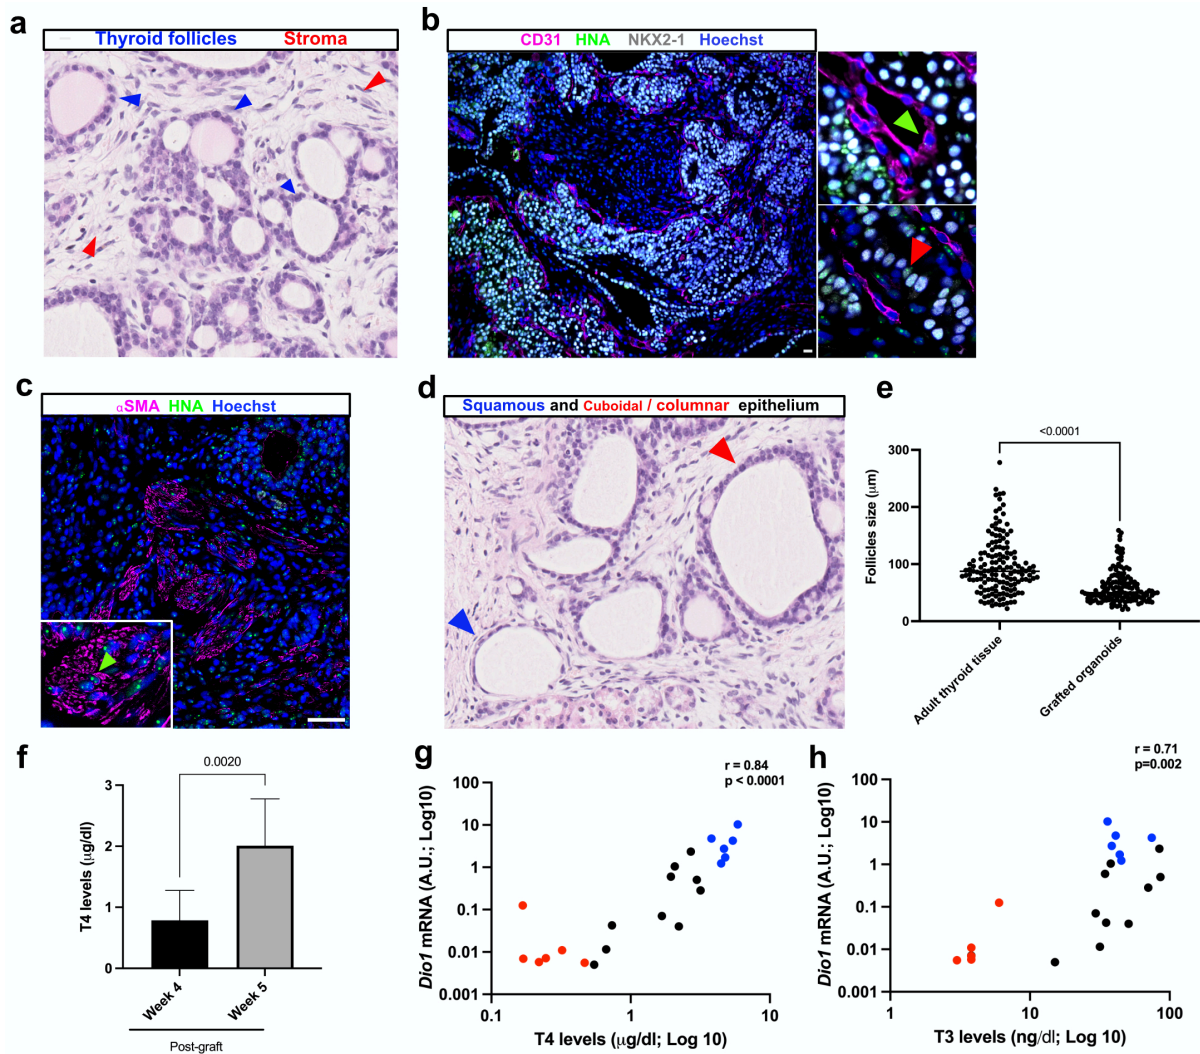 a
Thyroid follicles Stroma
b
CD31 HNA NKX2-1 Hoechst
c
αSMA HNA Hoechst
d
Squamous and Cuboidal / columnar epithelium
e
<0.0001
Follicles size (μm)
300
200
100
0
Adult thyroid tissue
Grafted organoids
f
0.0020
T4 levels (μg/dl)
3
2
1
0
Week 4
Week 5
Post-graft
g
r = 0.84
p < 0.0001
Dio1 mRNA (A.U.; Log10)
100
10
1
0.1
0.01
0.001
0.1 1 10
T4 levels (μg/dl; Log 10)
h
r = 0.71
p=0.002
Dio1 mRNA (A.U.; Log10)
100
10
1
0.1
0.01
0.001
1 10 100
T3 levels (ng/dl; Log 10)